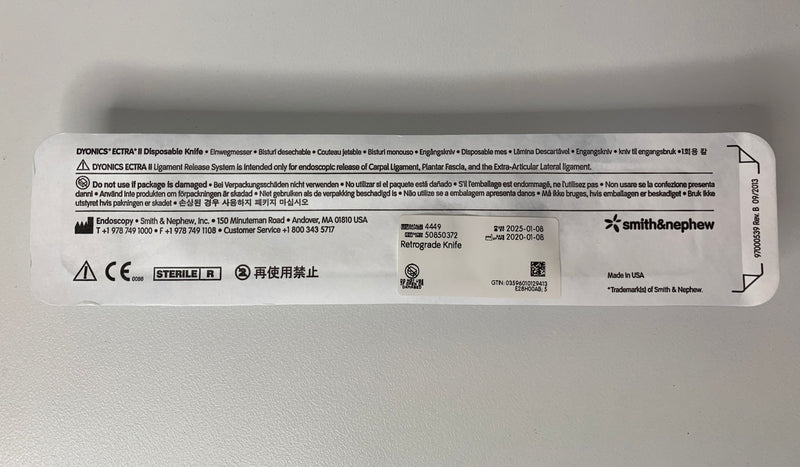 DYONICS® ECTRA® II Disposable Knife • Einwegmesser • Bisturi desechable • Couteau jetable • Bisturi monouso • Engångskniv • Disposable mes • Lâmina Descartável • Engangskniv • kniv til engangsbruk • 1회용 칼
DYONICS ECTRA II Ligament Release System is intended only for endoscopic release of Carpal Ligament, Plantar Fascia, and the Extra-Articular Lateral ligament.
Do not use if package is damaged • Bei Verpackungsschäden nicht verwenden • No utilizar si el paquete está dañado • S'il l'emballage est endommagé, ne l'utilisez pas • Non usare se la confezione presenta
danni • Använd inte produkten om förpackningen är skadad • Niet gebruiken als de verpakking beschadigd is • Não utilize se a embalagem apresenta danos • Må ikke bruges, hvis emballagen er beskadiget • Bruk ikke
utstyret hvis pakningen er skadet • 손상된 경우 사용하지 패키지 마십시오
Endoscopy • Smith & Nephew, Inc. • 150 Minuteman Road • Andover, MA 01810 USA
T +1 978 749 1000 • F +1 978 749 1108 • Customer Service +1 800 343 5717
4449
50850372
Retrograde Knife
2025-01-08
2020-01-08
smith&nephew
CE 0086
STERILE R
再使用禁止
GTIN: 03596010129413
E28H00AB, 5
Made in USA
*Trademark(s) of Smith & Nephew.
97000539 Rev. B 09/2013